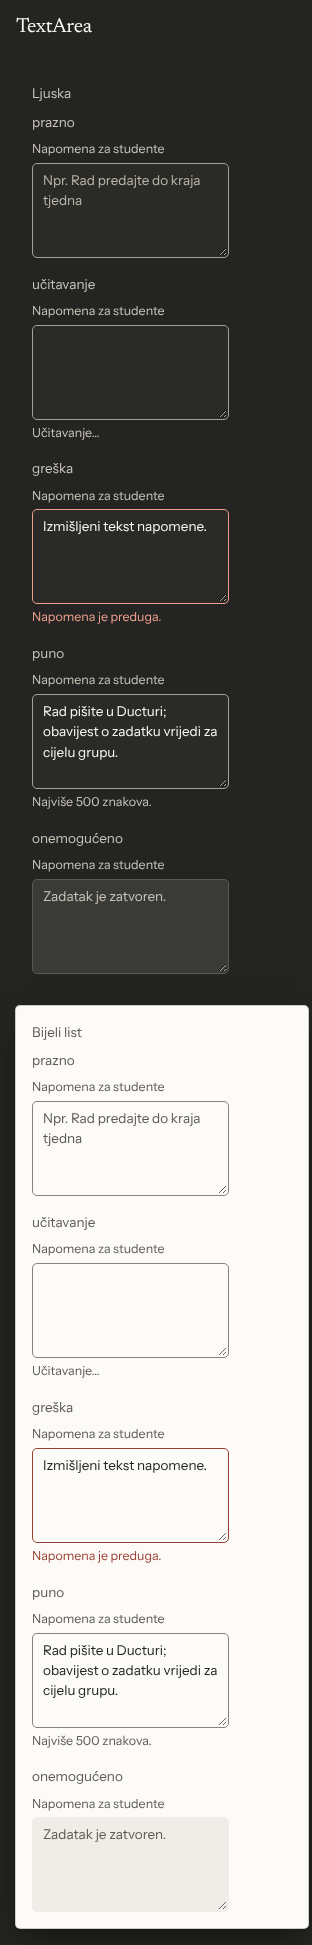 TextArea
Ljuska
prazno
Napomena za studente
Npr. Rad predajte do kraja
tjedna
učitavanje
Napomena za studente
Učitavanje…
greška
Napomena za studente
Izmišljeni tekst napomene.
Napomena je preduga.
puno
Napomena za studente
Rad pišite u Ducturi;
obavijest o zadatku vrijedi za
cijelu grupu.
Najviše 500 znakova.
onemogućeno
Napomena za studente
Zadatak je zatvoren.
Bijeli list
prazno
Napomena za studente
Npr. Rad predajte do kraja
tjedna
učitavanje
Napomena za studente
Učitavanje…
greška
Napomena za studente
Izmišljeni tekst napomene.
Napomena je preduga.
puno
Napomena za studente
Rad pišite u Ducturi;
obavijest o zadatku vrijedi za
cijelu grupu.
Najviše 500 znakova.
onemogućeno
Napomena za studente
Zadatak je zatvoren.